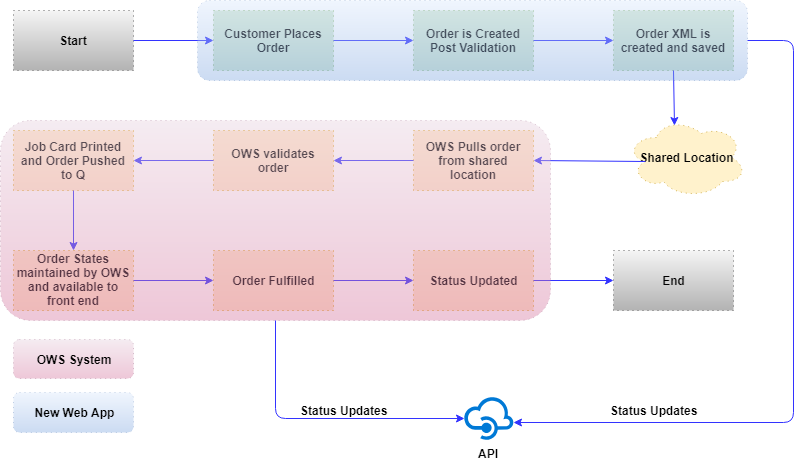 Start
Customer Places
Order
Order is Created
Post Validation
Order XML is
created and saved
Job Card Printed
and Order Pushed
to Q
OWS validates
order
OWS Pulls order
from shared
location
Shared Location
Order States
maintained by OWS
and available to
front end
Order Fulfilled
Status Updated
End
OWS System
New Web App
Status Updates
Status Updates
API